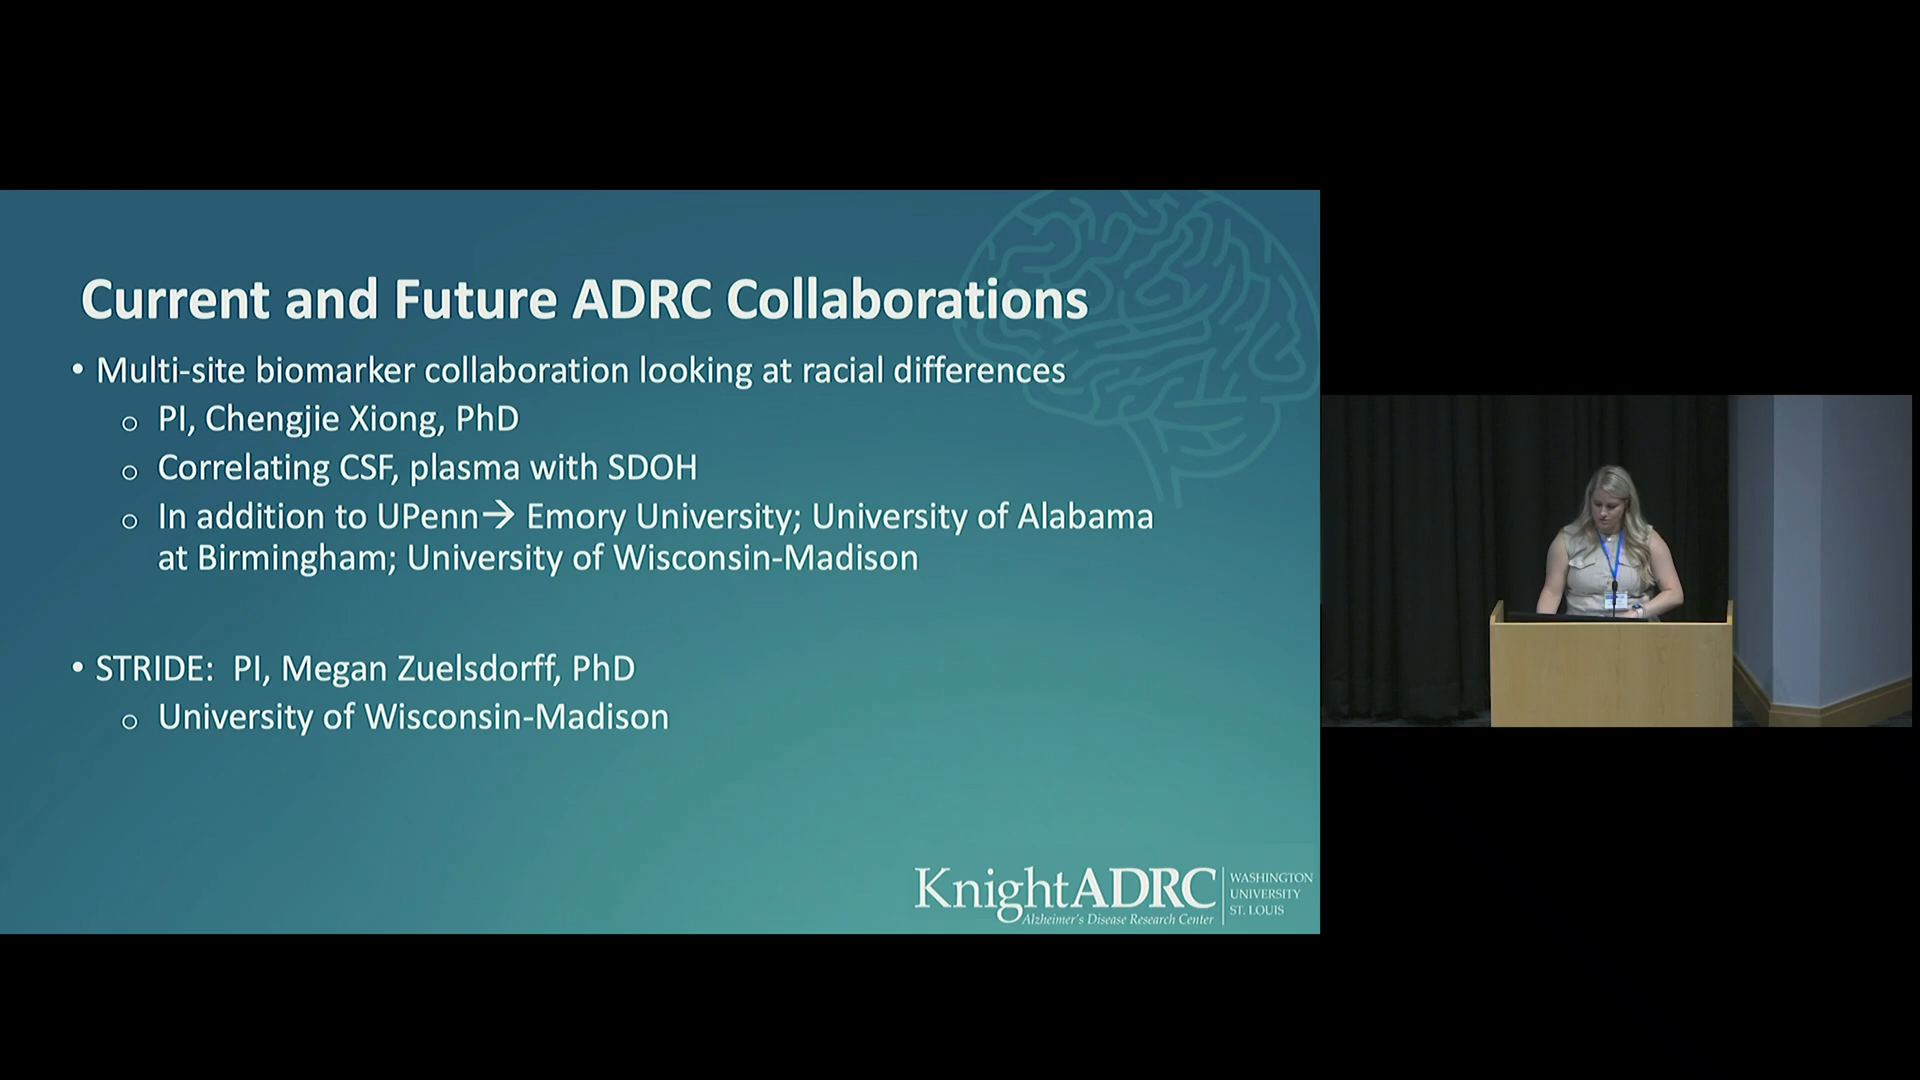 Current and Future ADRC Collaborations
• Multi-site biomarker collaboration looking at racial differences
o PI, Chengjie Xiong, PhD
o Correlating CSF, plasma with SDOH
o In addition to UPenn→ Emory University; University of Alabama
at Birmingham; University of Wisconsin-Madison
• STRIDE: PI, Megan Zuelsdorff, PhD
o University of Wisconsin-Madison
KnightADRC
Alzheimer's Disease Research Center
WASHINGTON
UNIVERSITY
ST. LOUIS